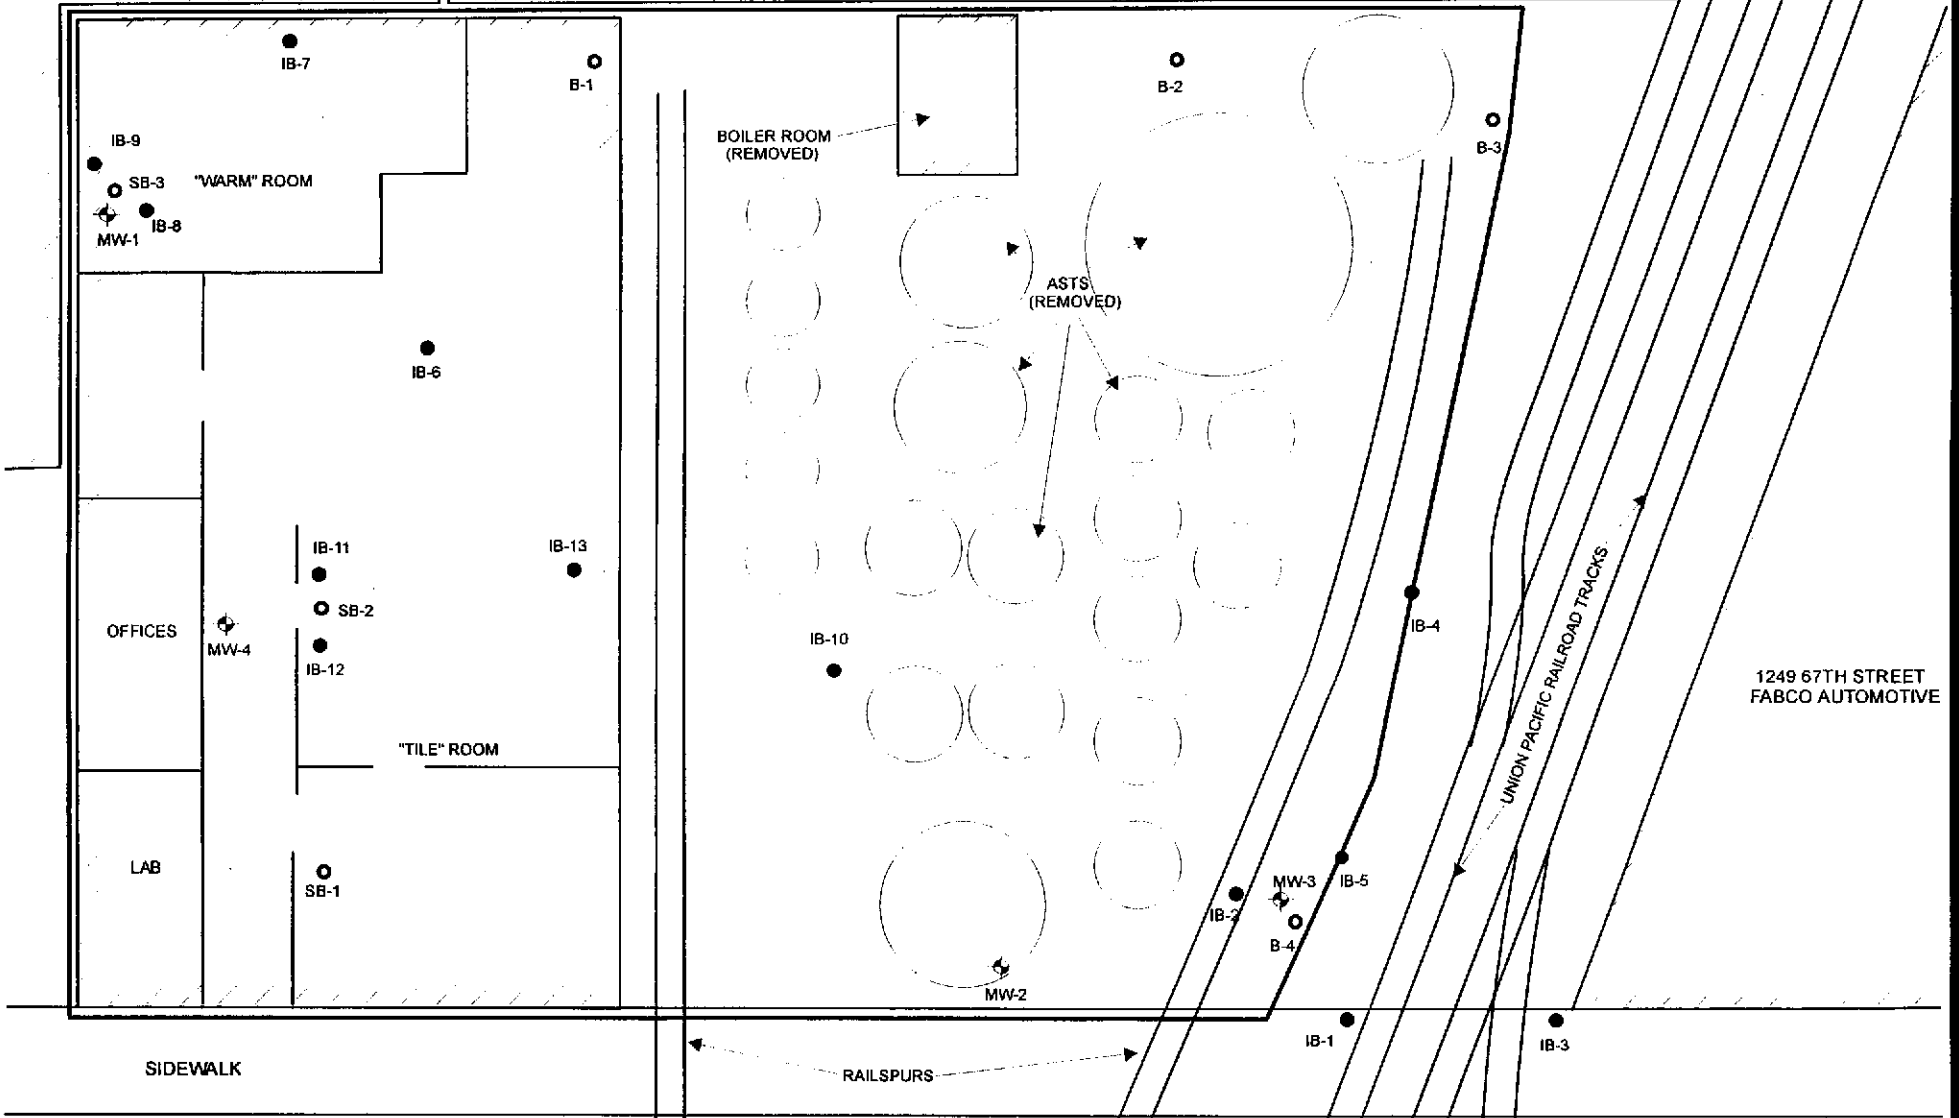 IB-7
B-1
B-2
BOILER ROOM
(REMOVED)
B-3
IB-9
SB-3
"WARM" ROOM
IB-8
MW-1
ASTS
(REMOVED)
IB-6
IB-11
IB-13
SB-2
OFFICES
MW-4
IB-12
IB-10
IB-4
UNION PACIFIC RAILROAD TRACKS
1249 67TH STREET
FABCO AUTOMOTIVE
"TILE" ROOM
LAB
SB-1
MW-3
IB-5
IB-2
B-4
MW-2
IB-1
IB-3
SIDEWALK
RAILSPURS